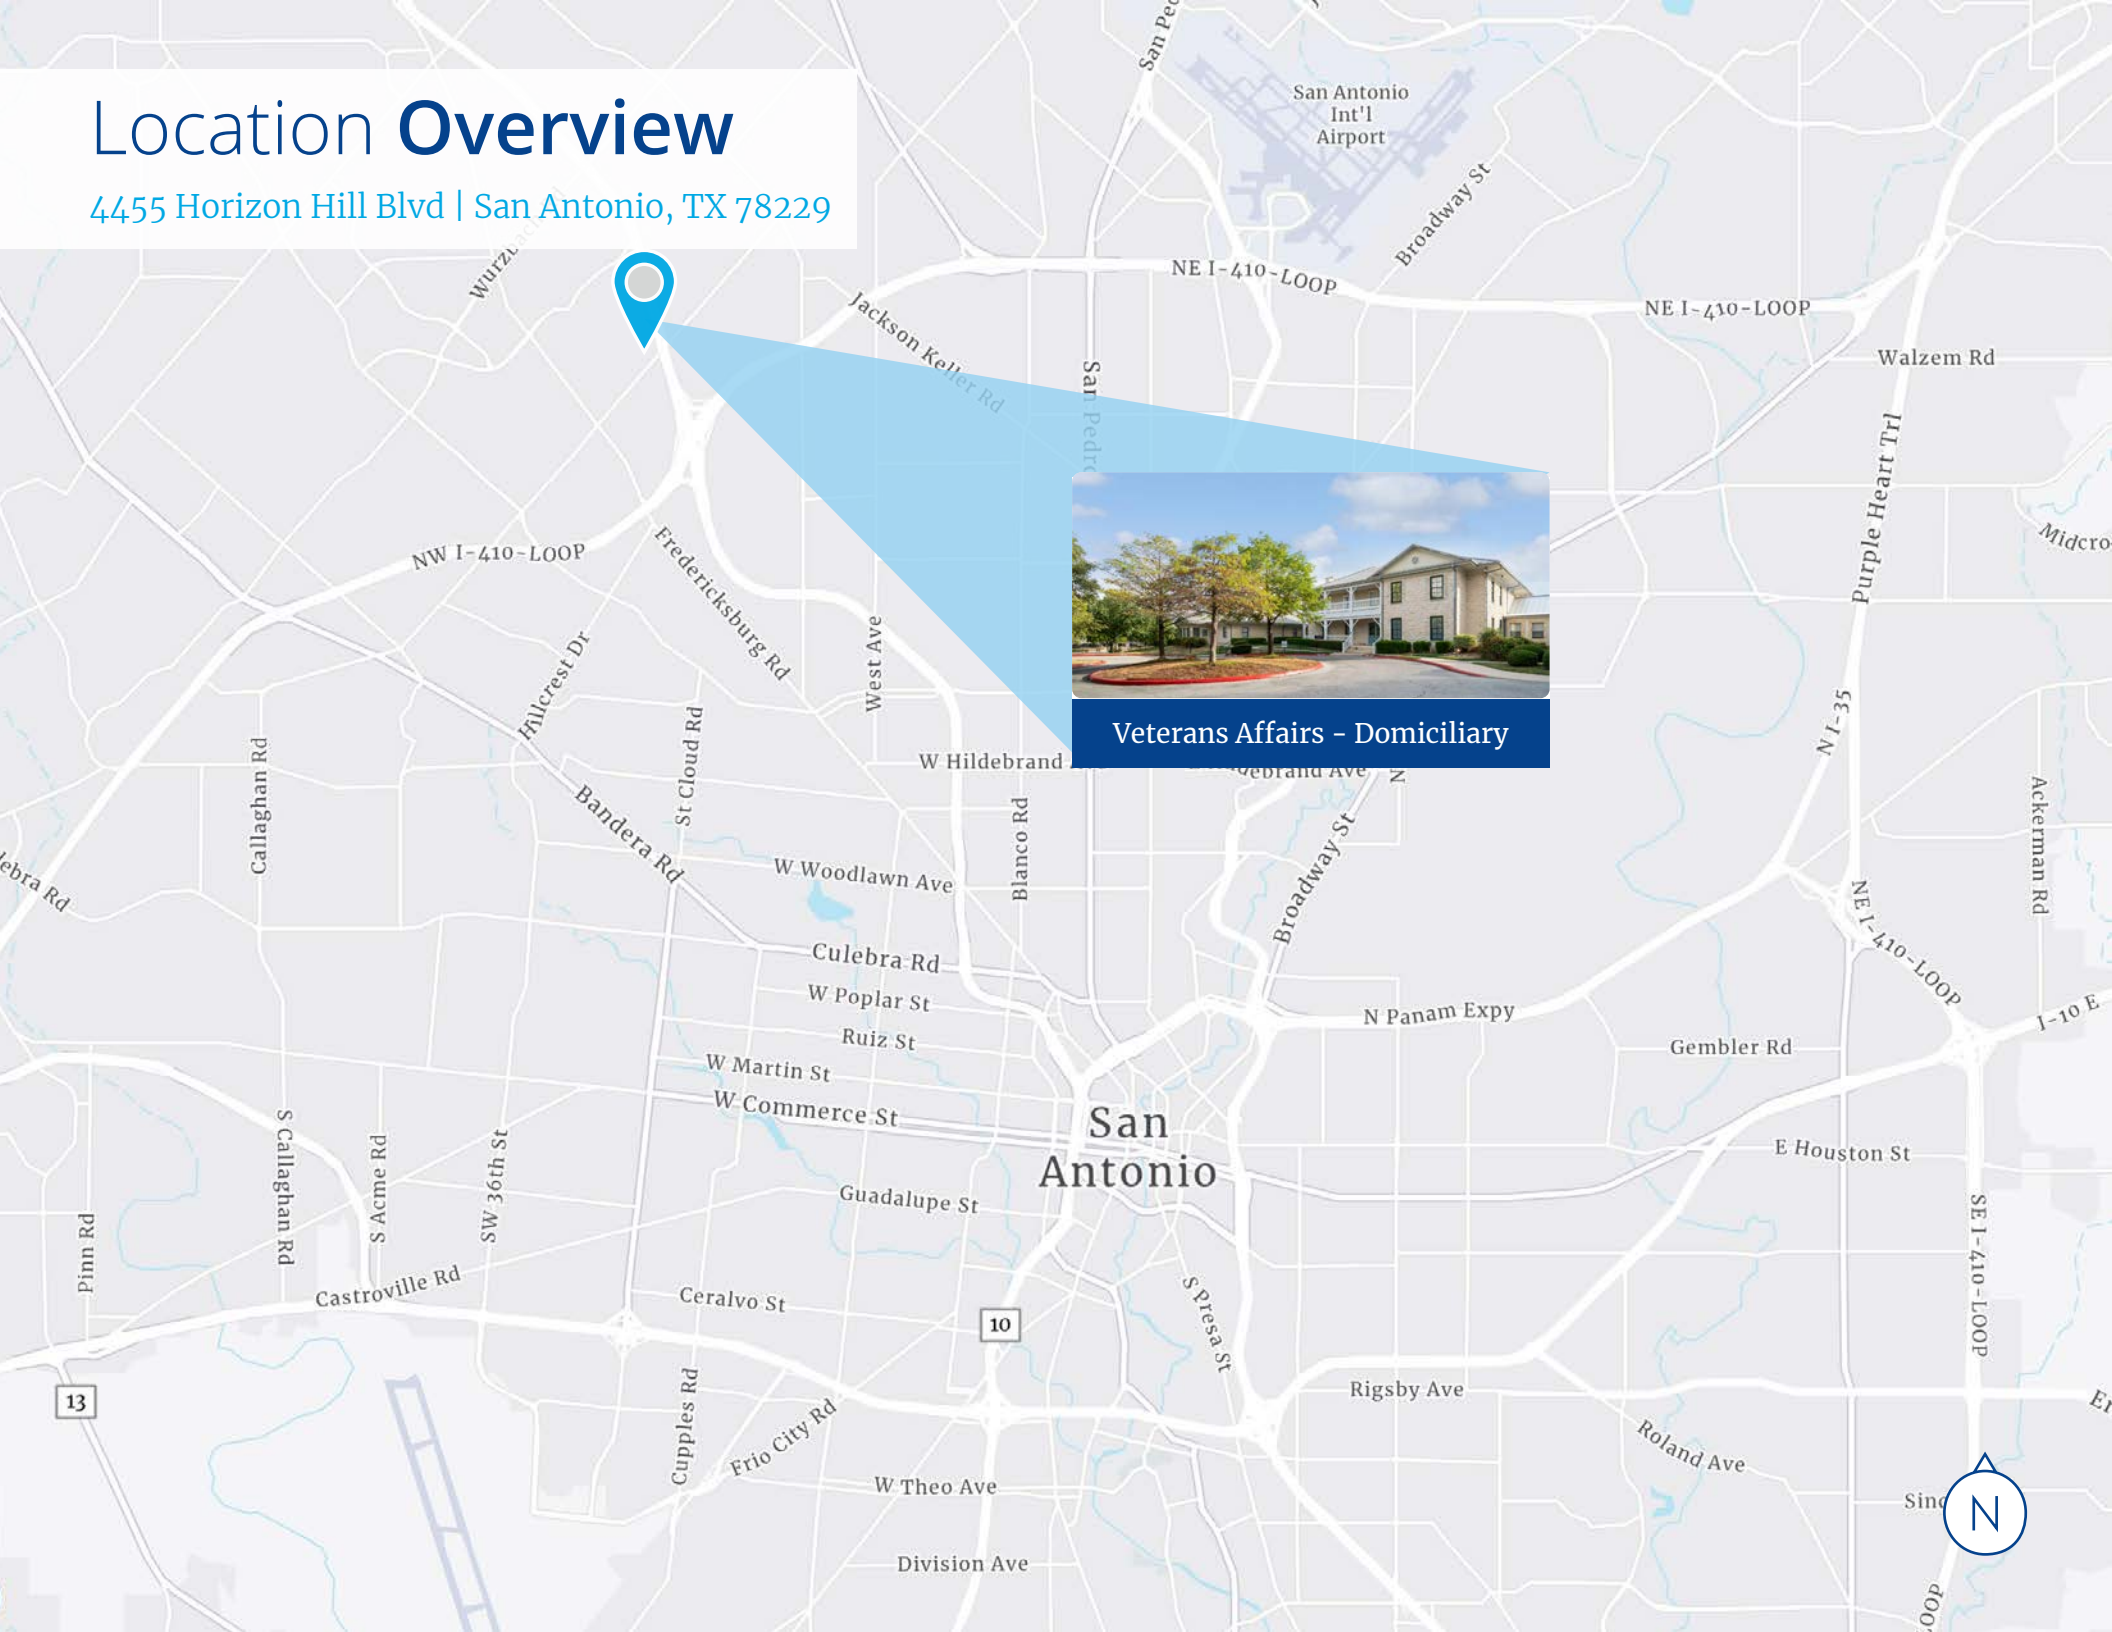 Location Overview
4455 Horizon Hill Blvd | San Antonio, TX 78229
San Antonio
Int'l
Airport
Broadway St
NE I-410-LOOP
NE I-410-LOOP
Jackson Keller Rd
Walzem Rd
San Pedro
Purple Heart Trl
NW I-410-LOOP
Fredericksburg Rd
Hillcrest Dr
West Ave
St Cloud Rd
N I-35
Veterans Affairs - Domiciliary
W Hildebrand
N
Callaghan Rd
Bandera Rd
Blanco Rd
Broadway St
Ackerman Rd
W Woodlawn Ave
NE I-410-LOOP
Culebra Rd
W Poplar St
N Panam Expy
I-10 E
Ruiz St
Gembler Rd
W Martin St
W Commerce St
San
Antonio
E Houston St
S Callaghan Rd
S Acme Rd
SW 36th St
Guadalupe St
Pinn Rd
SE I-410-LOOP
Castroville Rd
Ceralvo St
S Presa St
10
13
Rigsby Ave
Cupples Rd
Frio City Rd
Roland Ave
W Theo Ave
N
Division Ave